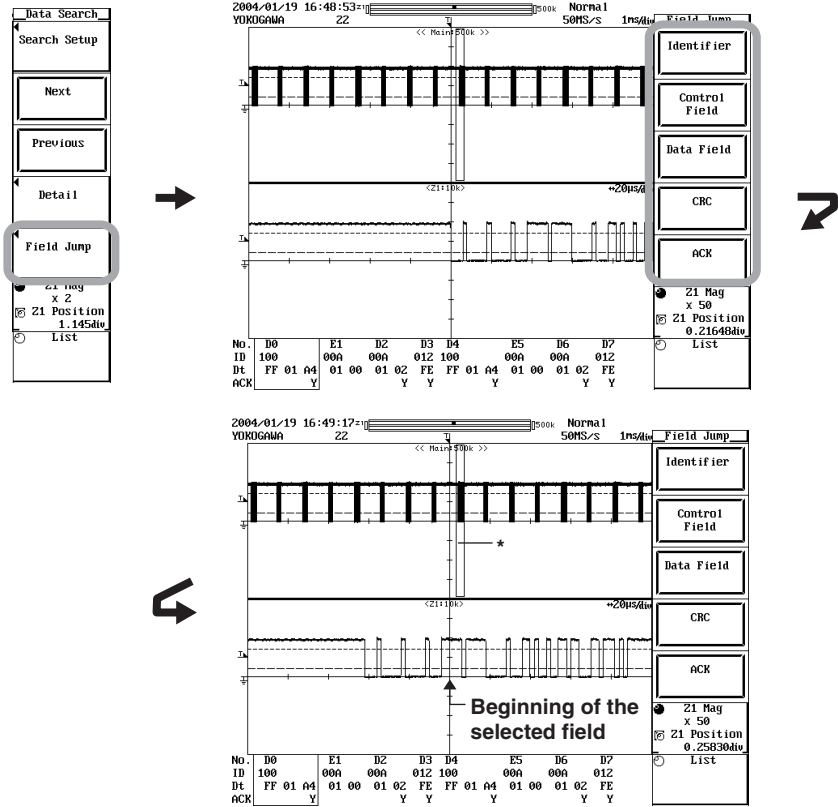 Data Search
Search Setup
Next
Previous
Detail
Field Jump
Z1 Mag
x 2
Z1 Position
1.145div
List
2004/01/19 16:48:53 Z1 500k Normal
YOKOGAWA 22 T 50MS/s 1ms/div
<< Main:500k >>
T
<Z1:10k> ↔20µs/d
T
Field Jump
Identifier
Control
Field
Data Field
CRC
ACK
Z1 Mag
x 50
Z1 Position
0.21648div
List
No. D0 E1 D2 D3 D4 E5 D6 D7
ID 100 00A 00A 012 100 00A 00A 012
Dt FF 01 A4 01 00 01 02 FE FF 01 A4 01 00 01 02 FE
ACK Y Y Y Y Y Y
2004/01/19 16:49:17 Z1 500k Normal
YOKOGAWA 22 T 50MS/s 1ms/div
<< Main:500k >>
T
*
<Z1:10k> ↔20µs/div
T
Beginning of the
selected field
Field Jump
Identifier
Control
Field
Data Field
CRC
ACK
Z1 Mag
x 50
Z1 Position
0.25830div
List
No. D0 E1 D2 D3 D4 E5 D6 D7
ID 100 00A 00A 012 100 00A 00A 012
Dt FF 01 A4 01 00 01 02 FE FF 01 A4 01 00 01 02 FE
ACK Y Y Y Y Y Y